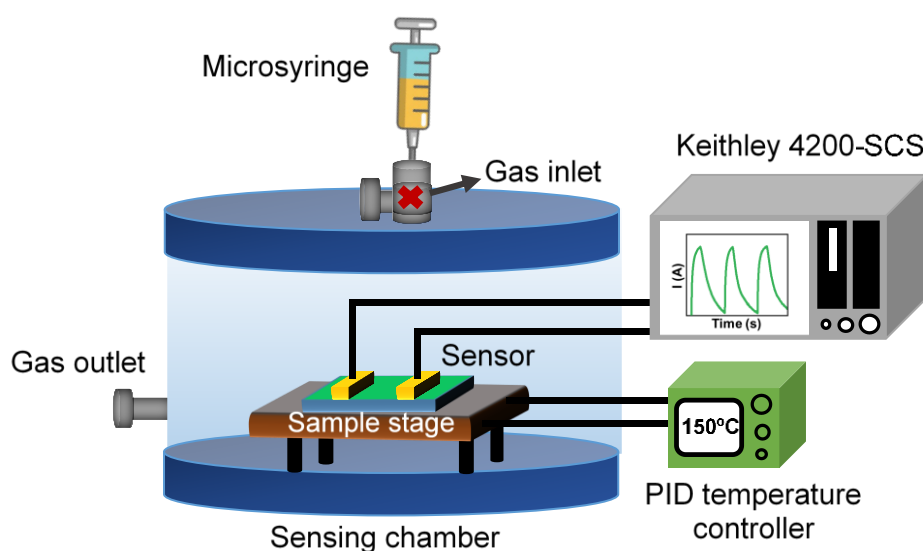 Microsyringe
Gas inlet
Keithley 4200-SCS
I (A)
Time (s)
Gas outlet
Sensor
Sample stage
150ºC
PID temperature
controller
Sensing chamber